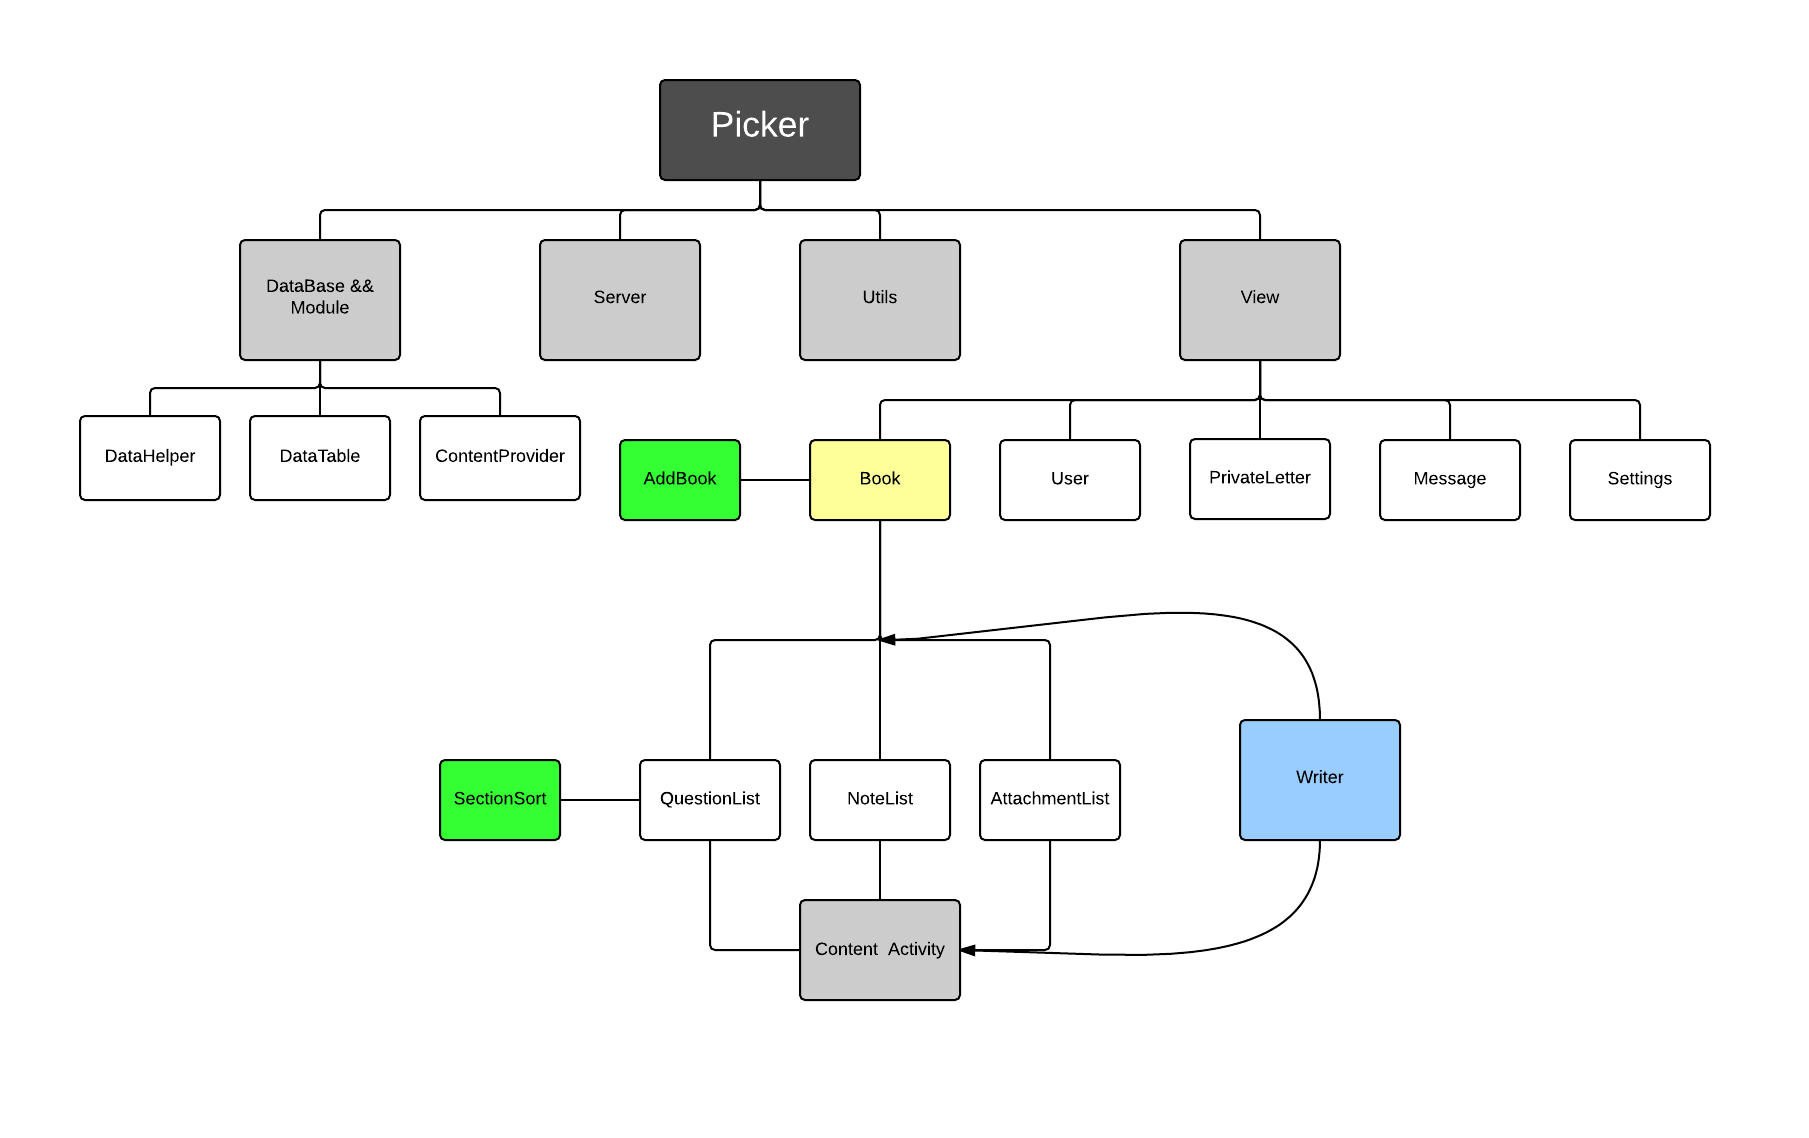 Picker
DataBase &&
Module
Server
Utils
View
DataHelper
DataTable
ContentProvider
AddBook
Book
User
PrivateLetter
Message
Settings
SectionSort
QuestionList
NoteList
AttachmentList
Writer
Content  Activity